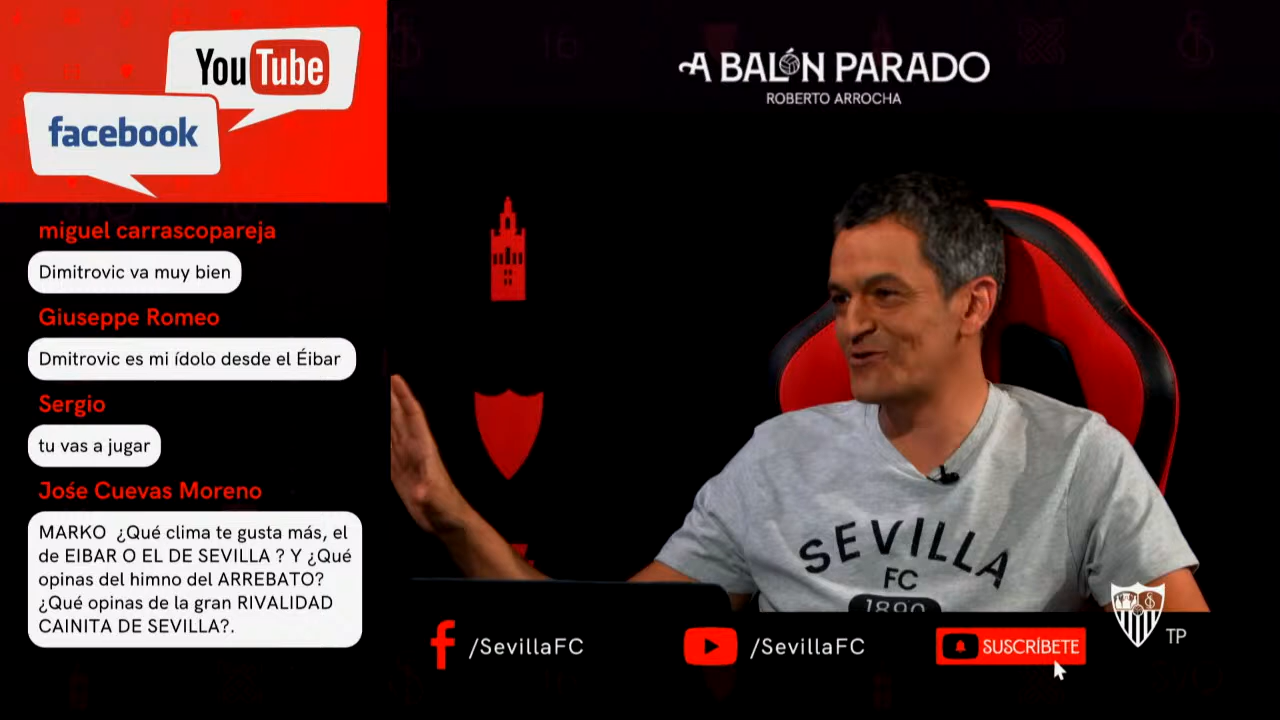 YouTube
facebook
miguel carrascopareja
Dimitrovic va muy bien
Giuseppe Romeo
Dmitrovic es mi ídolo desde el Éibar
Sergio
tu vas a jugar
Jośe Cuevas Moreno
MARKO ¿Qué clima te gusta más, el
de EIBAR O EL DE SEVILLA ? Y ¿Qué
opinas del himno del ARREBATO?
¿Qué opinas de la gran RIVALIDAD
CAINITA DE SEVILLA?.
A BALÓN PARADO
ROBERTO ARROCHA
SEVILLA
FC
1890
/SevillaFC
/SevillaFC
SUSCRÍBETE
TP